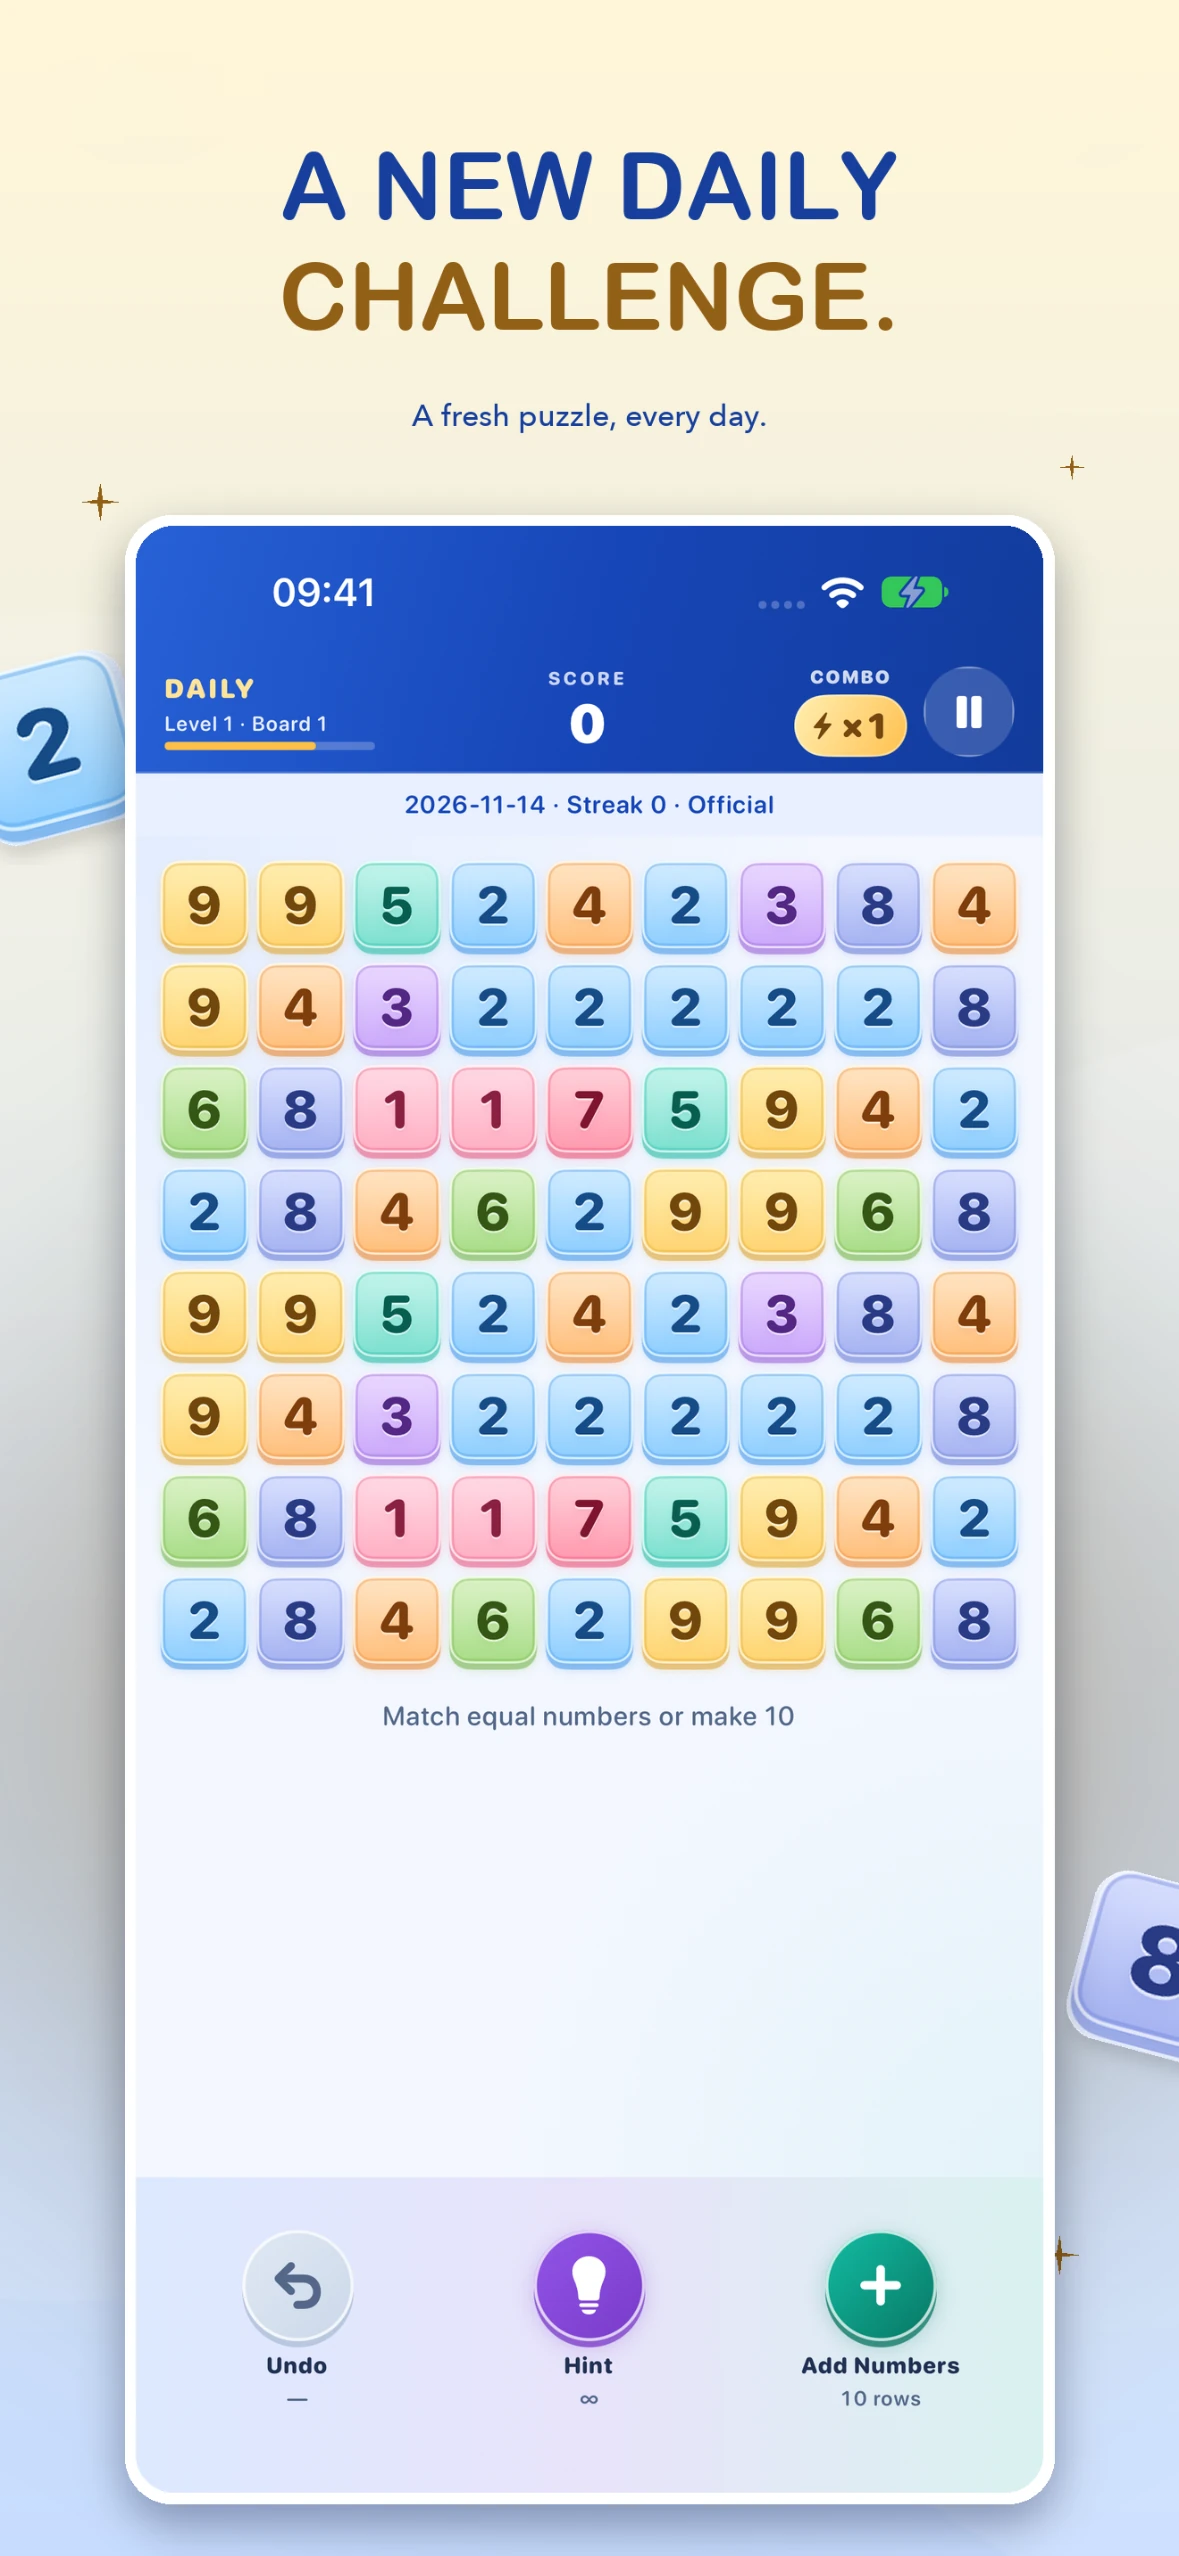 A NEW DAILY
CHALLENGE.
A fresh puzzle, every day.
2
09:41
DAILY
Level 1 · Board 1
SCORE
0
COMBO
×1
2026-11-14 · Streak 0 · Official
9 9 5 2 4 2 3 8 4
9 4 3 2 2 2 2 2 8
6 8 1 1 7 5 9 4 2
2 8 4 6 2 9 9 6 8
9 9 5 2 4 2 3 8 4
9 4 3 2 2 2 2 2 8
6 8 1 1 7 5 9 4 2
2 8 4 6 2 9 9 6 8
Match equal numbers or make 10
8
Undo
—
Hint
∞
Add Numbers
10 rows